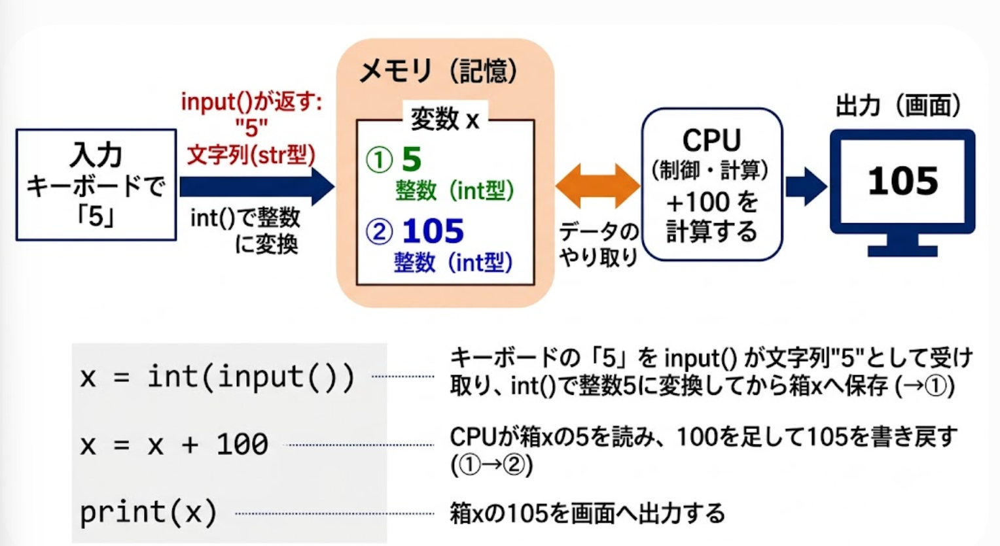 入力
キーボードで
「5」
input()が返す:
"5"
文字列(str型)
int()で整数
に変換
メモリ（記憶）
変数 x
① 5
整数（int型）
② 105
整数（int型）
データの
やり取り
CPU
（制御・計算）
+100 を
計算する
出力（画面）
105
x = int(input())
キーボードの「5」を input() が文字列"5"として受け
取り、int()で整数5に変換してから箱xへ保存 (→①)
x = x + 100
CPUが箱xの5を読み、100を足して105を書き戻す
(①→②)
print(x)
箱xの105を画面へ出力する